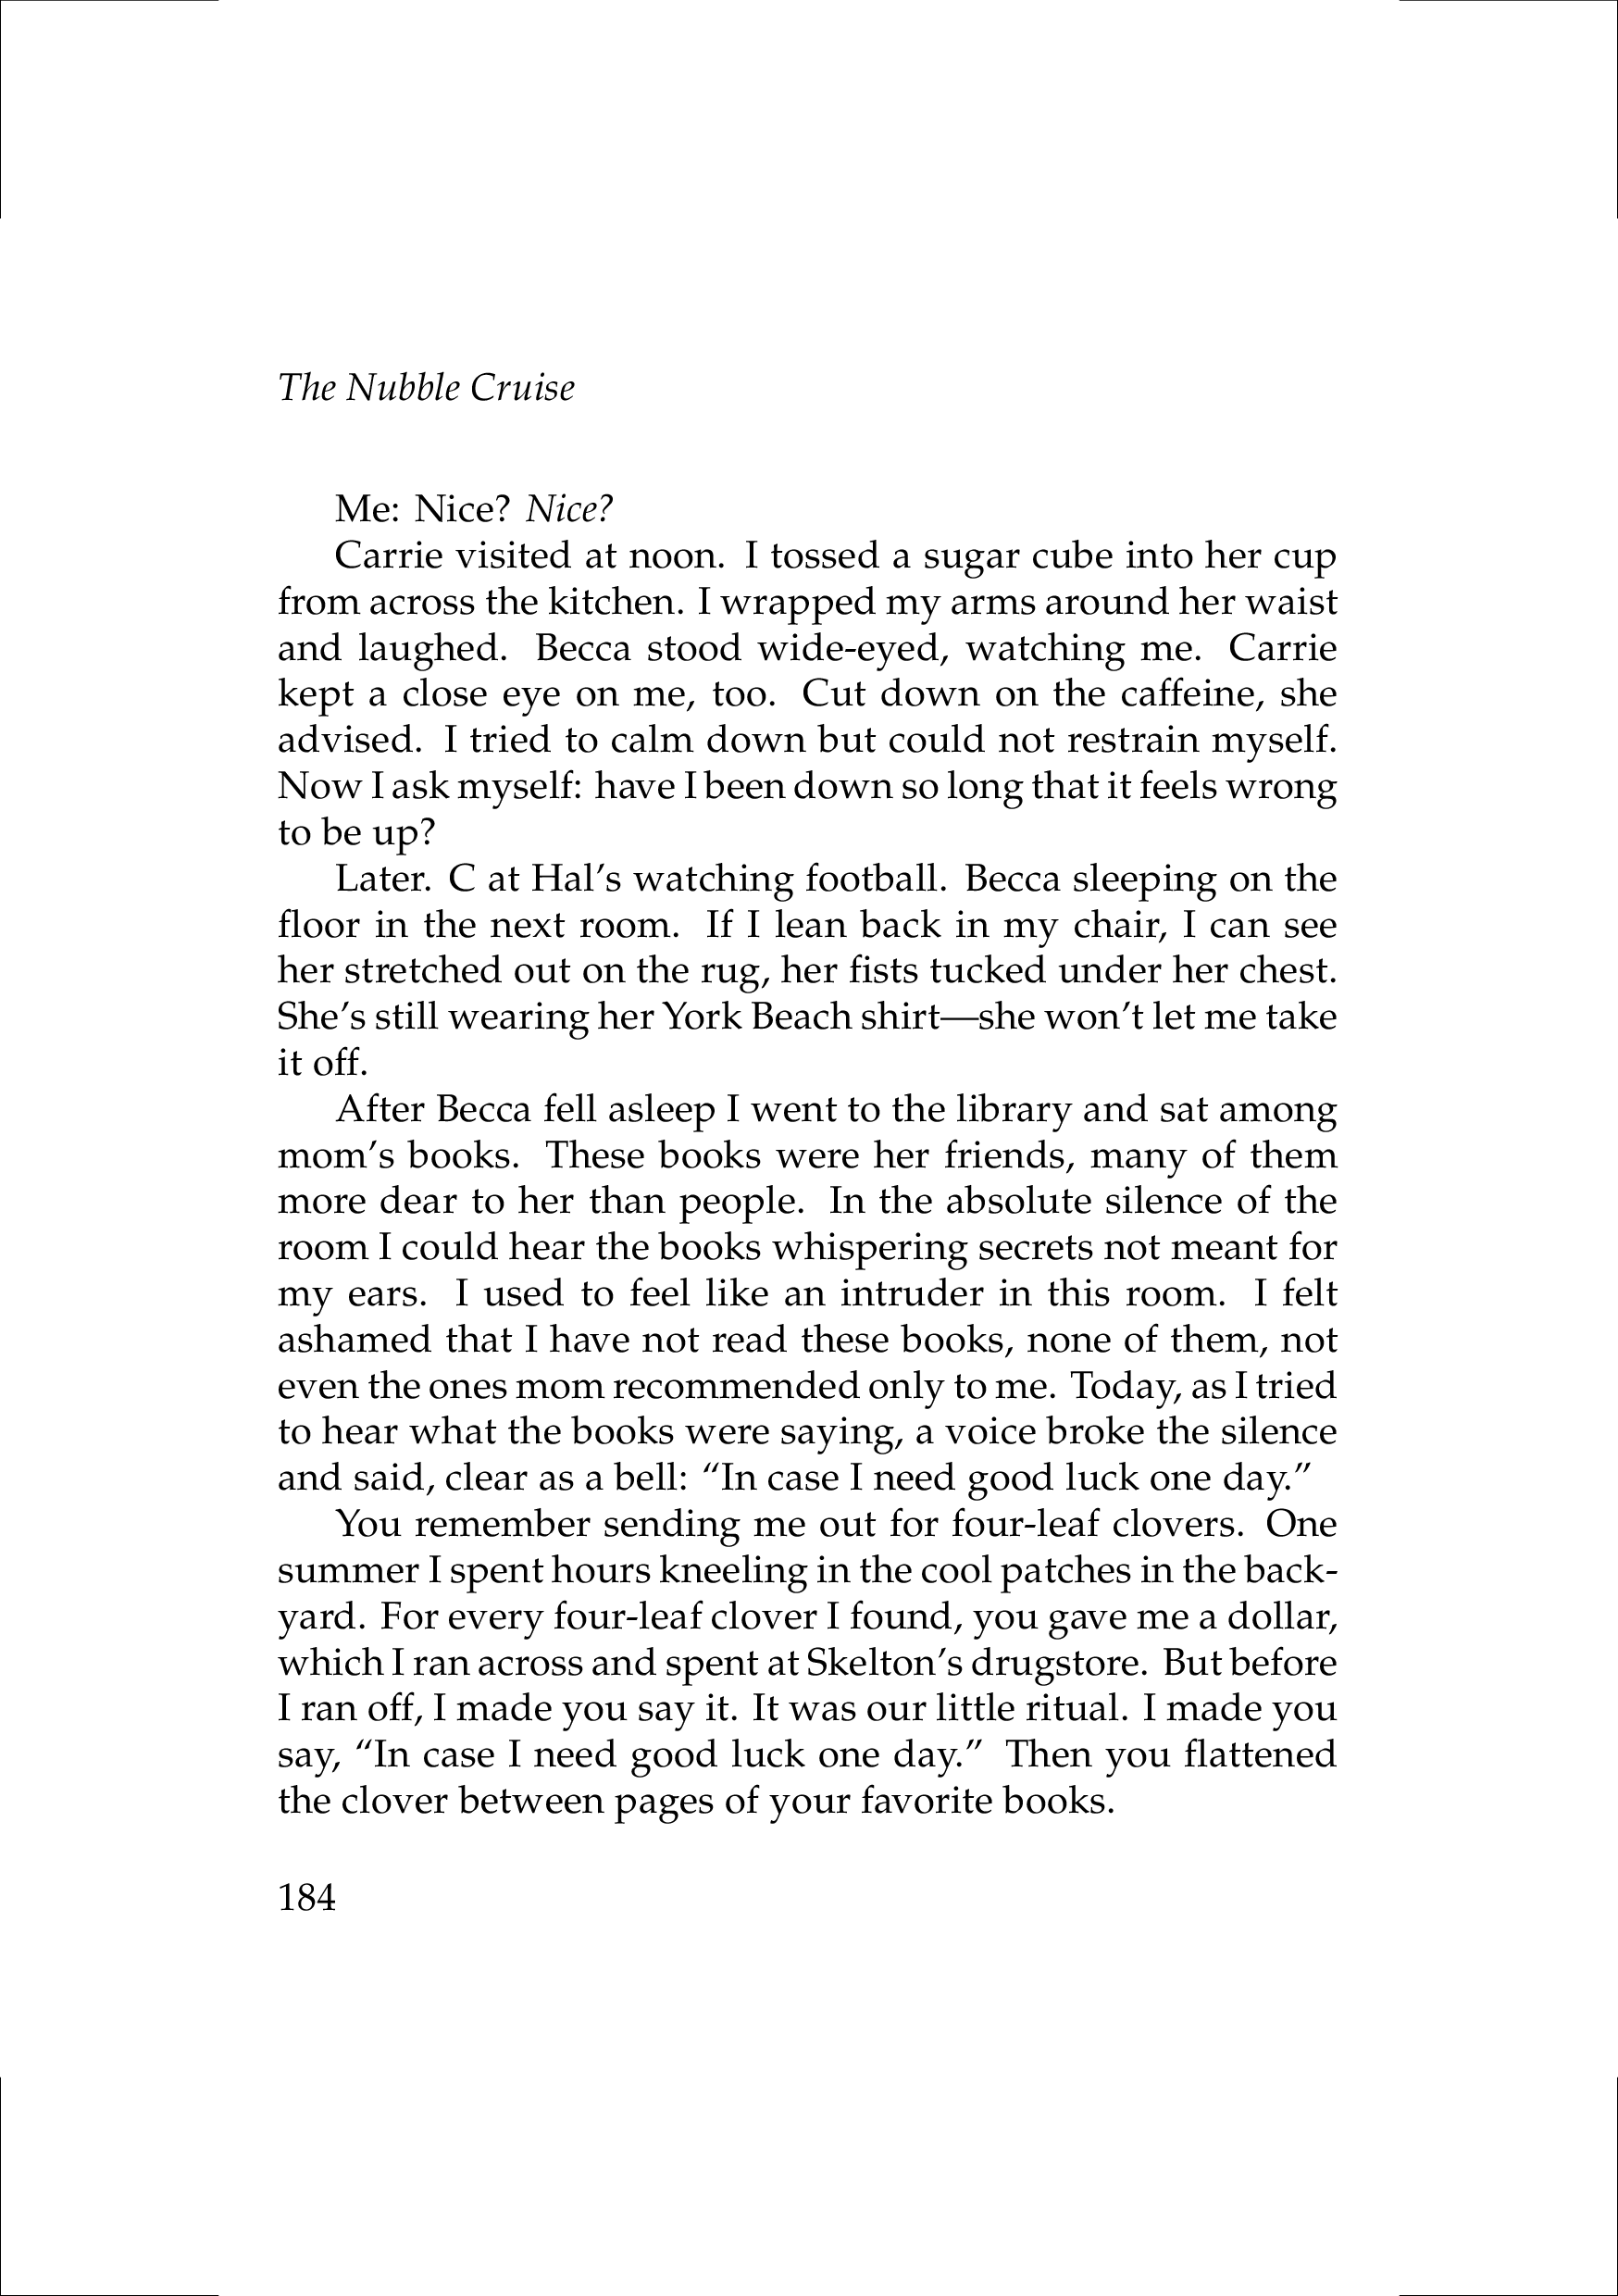 The Nubble Cruise
Me: Nice? Nice?
Carrie visited at noon. I tossed a sugar cube into her cup
from across the kitchen. I wrapped my arms around her waist
and laughed. Becca stood wide-eyed, watching me. Carrie
kept a close eye on me, too. Cut down on the caffeine, she
advised. I tried to calm down but could not restrain myself.
Now I ask myself: have I been down so long that it feels wrong
to be up?
Later. C at Hal’s watching football. Becca sleeping on the
floor in the next room. If I lean back in my chair, I can see
her stretched out on the rug, her fists tucked under her chest.
She’s still wearing her York Beach shirt—she won’t let me take
it off.
After Becca fell asleep I went to the library and sat among
mom’s books. These books were her friends, many of them
more dear to her than people. In the absolute silence of the
room I could hear the books whispering secrets not meant for
my ears. I used to feel like an intruder in this room. I felt
ashamed that I have not read these books, none of them, not
even the ones mom recommended only to me. Today, as I tried
to hear what the books were saying, a voice broke the silence
and said, clear as a bell: “In case I need good luck one day.”
You remember sending me out for four-leaf clovers. One
summer I spent hours kneeling in the cool patches in the back-
yard. For every four-leaf clover I found, you gave me a dollar,
which I ran across and spent at Skelton’s drugstore. But before
I ran off, I made you say it. It was our little ritual. I made you
say, “In case I need good luck one day.” Then you flattened
the clover between pages of your favorite books.
184